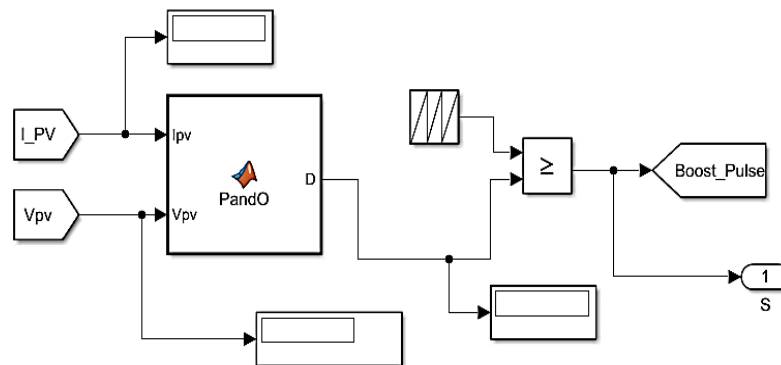 I_PV
Ipv
D
PandO
Vpv
Vpv
≥
Boost_Pulse
1
S